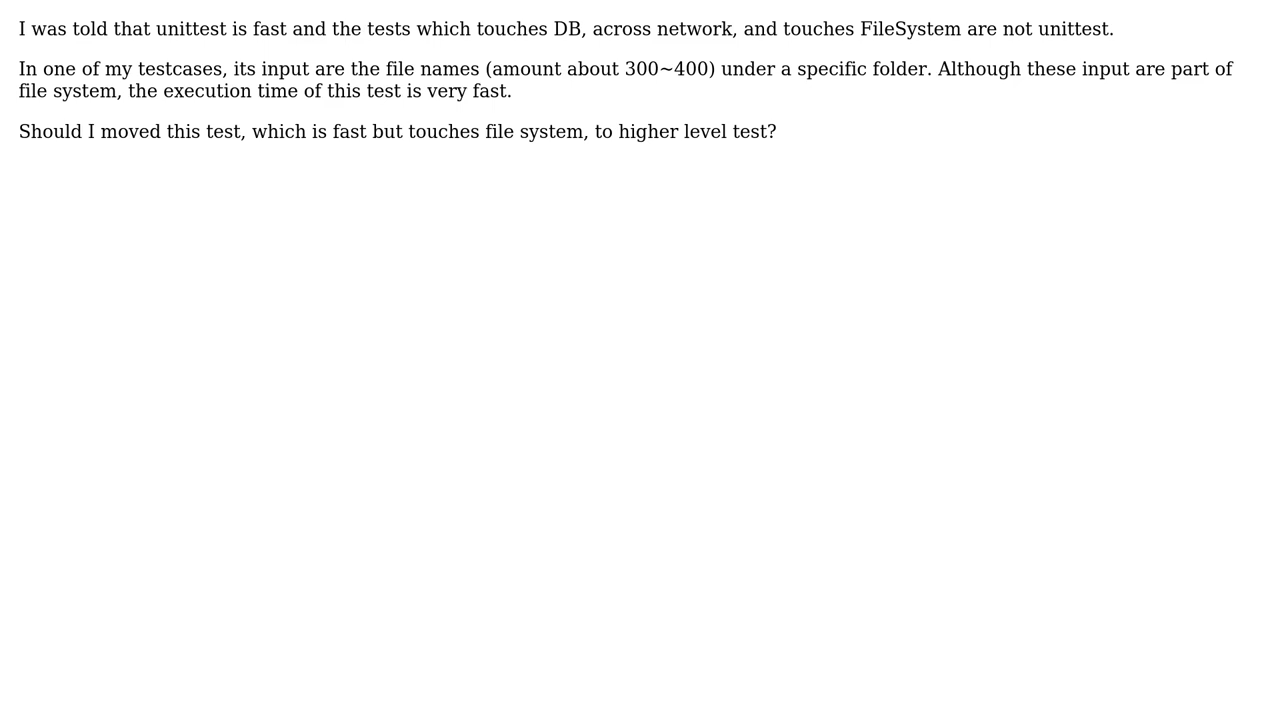 I was told that unittest is fast and the tests which touches DB, across network, and touches FileSystem are not unittest.
In one of my testcases, its input are the file names (amount about 300~400) under a specific folder. Although these input are part of
file system, the execution time of this test is very fast.
Should I moved this test, which is fast but touches file system, to higher level test?